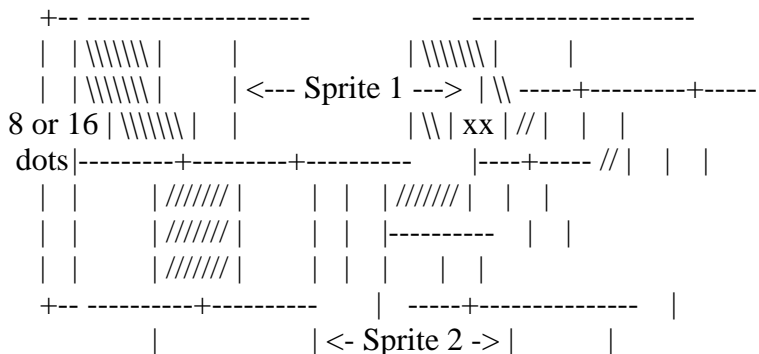 +-- ---------------------- ----------------------
| | \\\\\\\ | | | \\\\\\\ | |
| | \\\\\\\ | | <--- Sprite 1 ---> | \\ -----+---------+-----
8 or 16 | \\\\\\\ | | | \\ | xx | // | | |
dots |---------+---------+---------- |----+----- // | | |
| | | /////// | | | | /////// | | |
| | | /////// | | | |---------- | |
| | | /////// | | | | | |
+-- ----------+---------- | -----+--------------- |
| | <- Sprite 2 -> | |